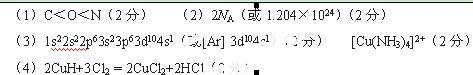 （1）C＜O＜N（2分） （2）2Nₐ（或 1.204×10²⁴）（2分）
（3）1s²2s²2p⁶3s²3p⁶3d¹⁰4s¹（或[Ar] 3d¹⁰4s¹）（2分） [Cu(NH₃)₄]²⁺（2分）
（4）2CuH+3Cl₂ = 2CuCl₂+2HCl（2分）